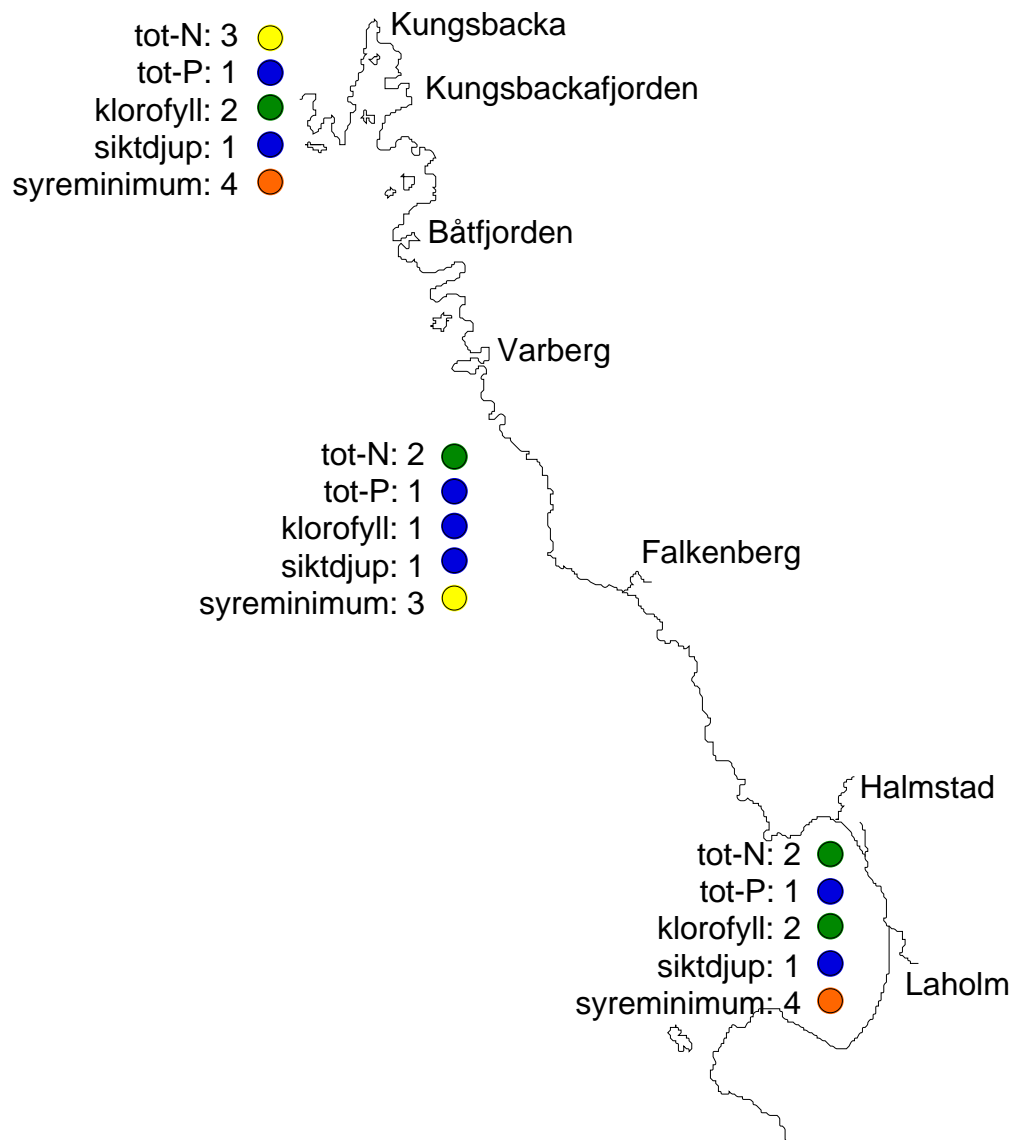 tot-N: 3
tot-P: 1
klorofyll: 2
siktdjup: 1
syreminimum: 4
Kungsbacka
Kungsbackafjorden
Båtfjorden
Varberg
tot-N: 2
tot-P: 1
klorofyll: 1
siktdjup: 1
syreminimum: 3
Falkenberg
Halmstad
tot-N: 2
tot-P: 1
klorofyll: 2
siktdjup: 1
syreminimum: 4
Laholm